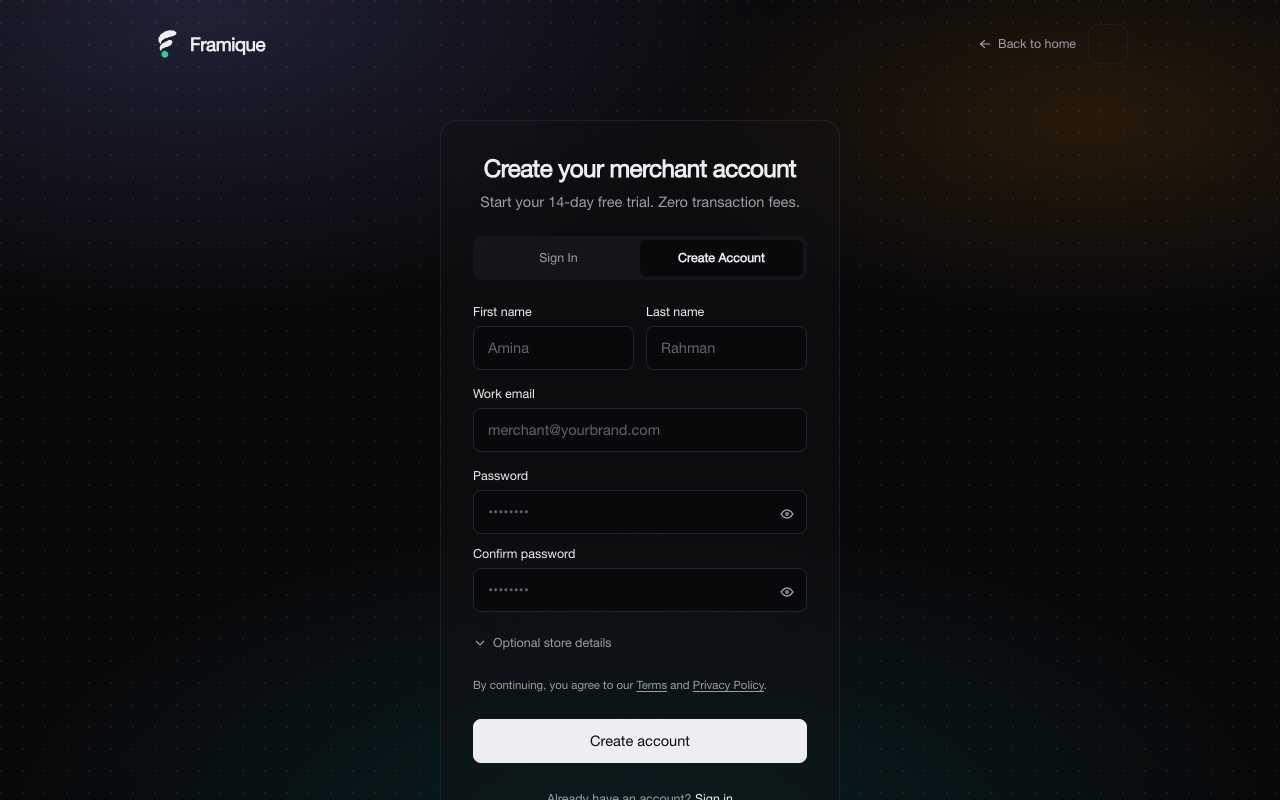 Framique
Back to home
Create your merchant account
Start your 14-day free trial. Zero transaction fees.
Sign In
Create Account
First name
Last name
Amina
Rahman
Work email
merchant@yourbrand.com
Password
••••••••
Confirm password
••••••••
Optional store details
By continuing, you agree to our Terms and Privacy Policy.
Create account
Already have an account? Sign in